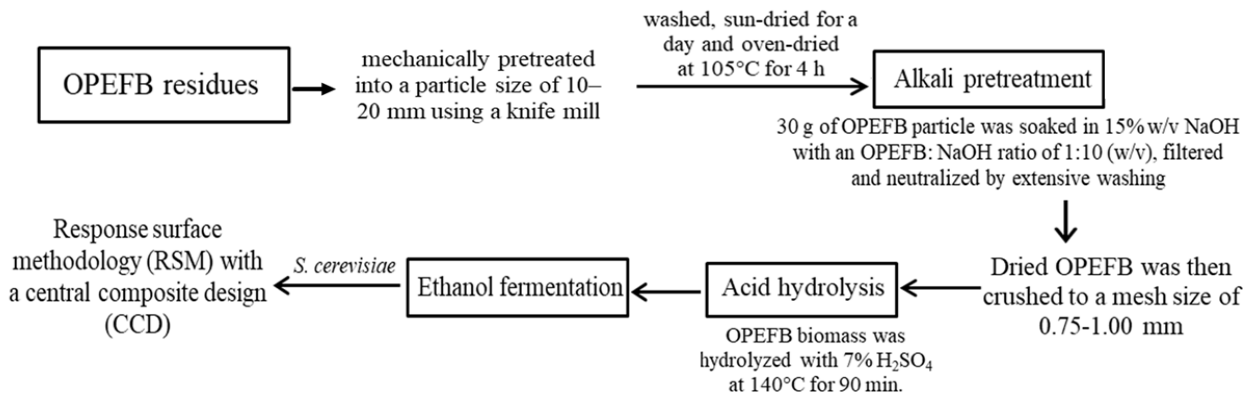 OPEFB residues
mechanically pretreated
into a particle size of 10–
20 mm using a knife mill
washed, sun-dried for a
day and oven-dried
at 105°C for 4 h
Alkali pretreatment
30 g of OPEFB particle was soaked in 15% w/v NaOH
with an OPEFB: NaOH ratio of 1:10 (w/v), filtered
and neutralized by extensive washing
Dried OPEFB was then
crushed to a mesh size of
0.75-1.00 mm
Acid hydrolysis
OPEFB biomass was
hydrolyzed with 7% H₂SO₄
at 140°C for 90 min.
Ethanol fermentation
S. cerevisiae
Response surface
methodology (RSM) with
a central composite design
(CCD)